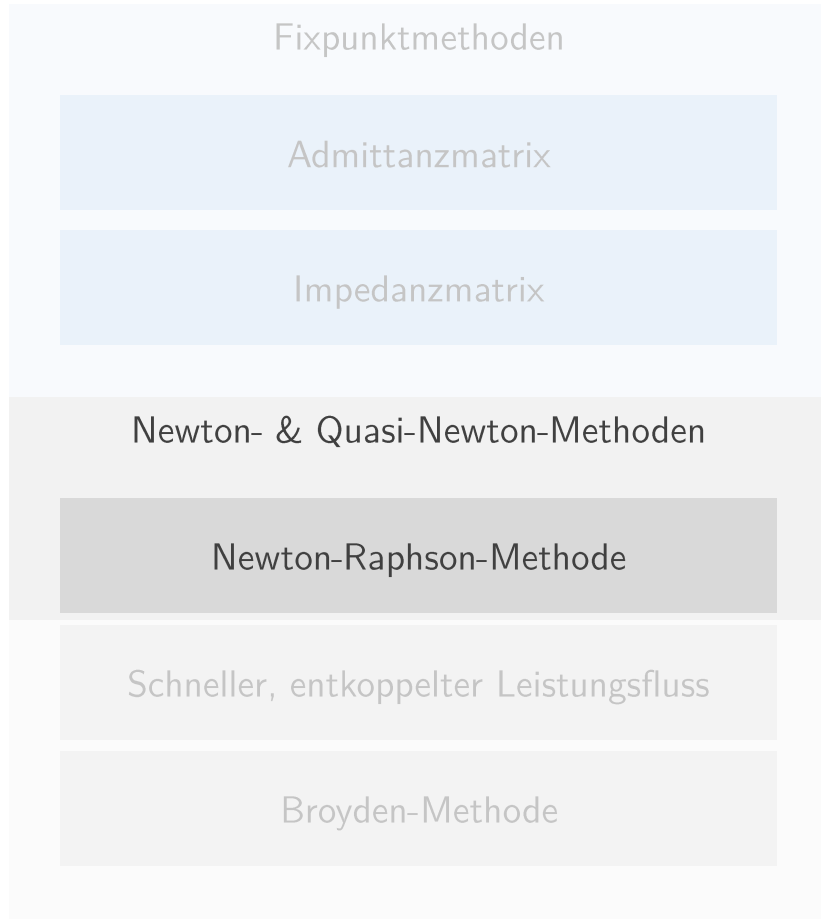 Fixpunktmethoden
Admittanzmatrix
Impedanzmatrix
Newton- & Quasi-Newton-Methoden
Newton-Raphson-Methode
Schneller, entkoppelter Leistungsfluss
Broyden-Methode